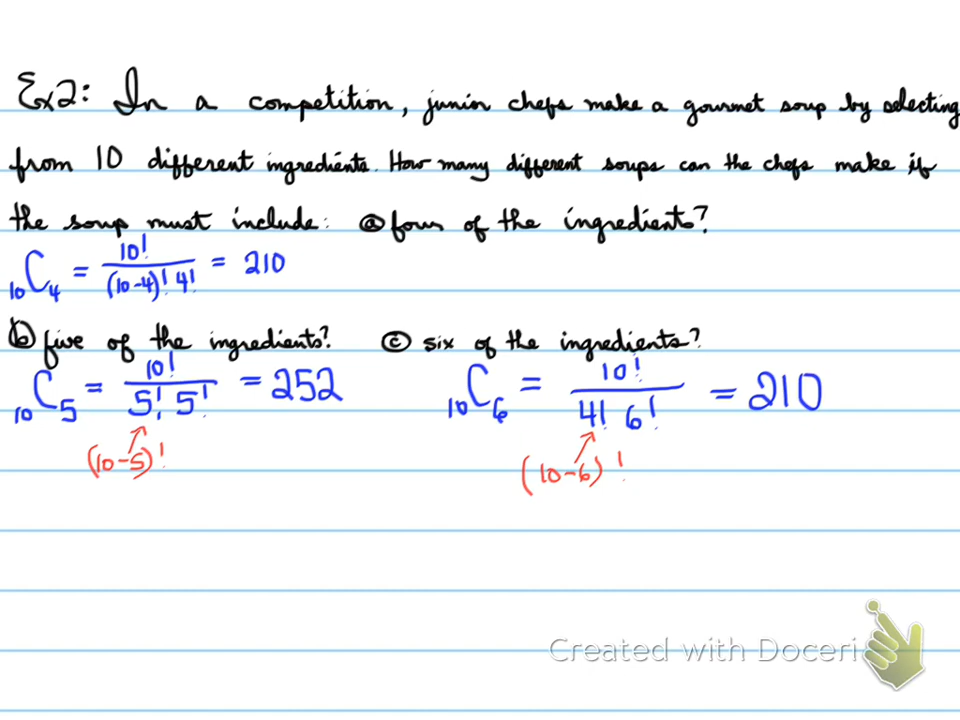 Ex2: In a competition, junior chefs make a gourmet soup by selecting
from 10 different ingredients. How many different soups can the chefs make if
the soup must include: ⓐ four of the ingredients?
₁₀C₄ = 10! / (10-4)! 4! = 210
ⓑ five of the ingredients? ⓒ six of the ingredients?
₁₀C₅ = 10! / 5! 5! = 252 ₁₀C₆ = 10! / 4! 6! = 210
(10-5)! (10-6)!
Created with Doceri